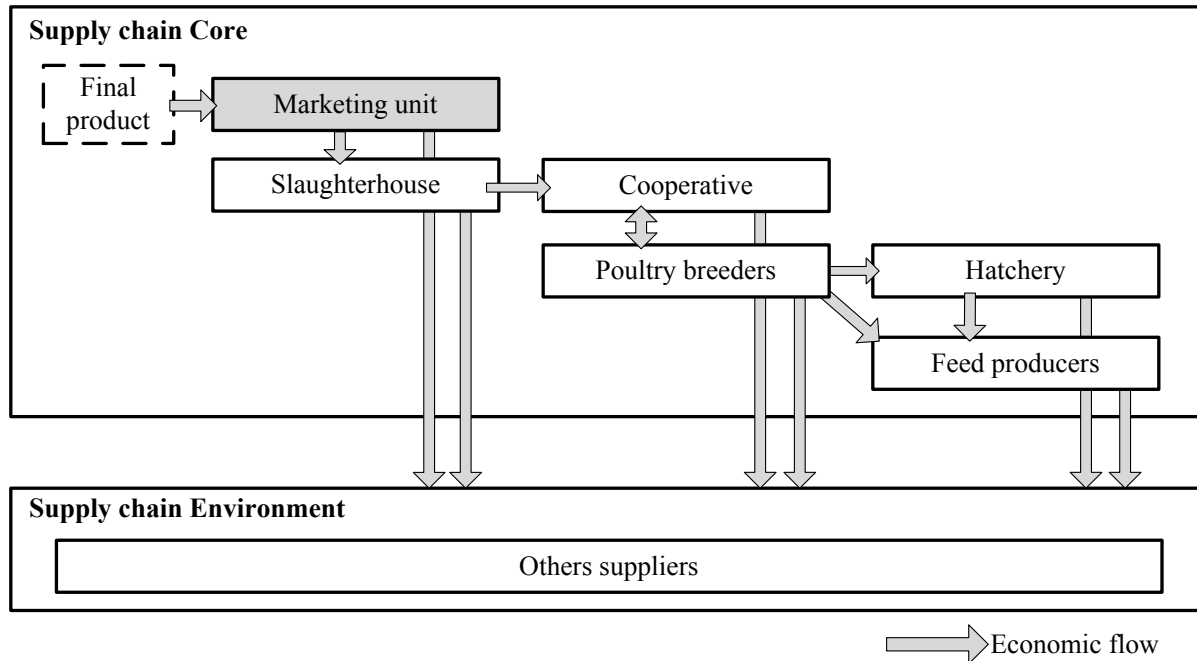 Supply chain Core
Final
product
Marketing unit
Slaughterhouse
Cooperative
Poultry breeders
Hatchery
Feed producers
Supply chain Environment
Others suppliers
Economic flow